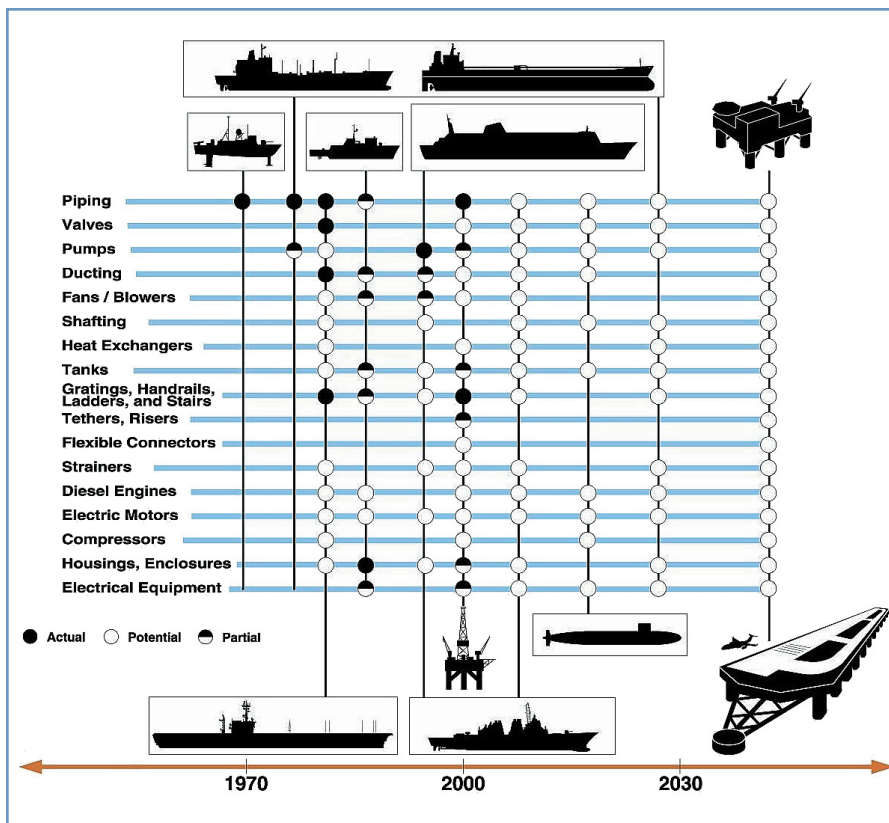 Piping
Valves
Pumps
Ducting
Fans / Blowers
Shafting
Heat Exchangers
Tanks
Gratings, Handrails,
Ladders, and Stairs
Tethers, Risers
Flexible Connectors
Strainers
Diesel Engines
Electric Motors
Compressors
Housings, Enclosures
Electrical Equipment
Actual Potential Partial
1970 2000 2030